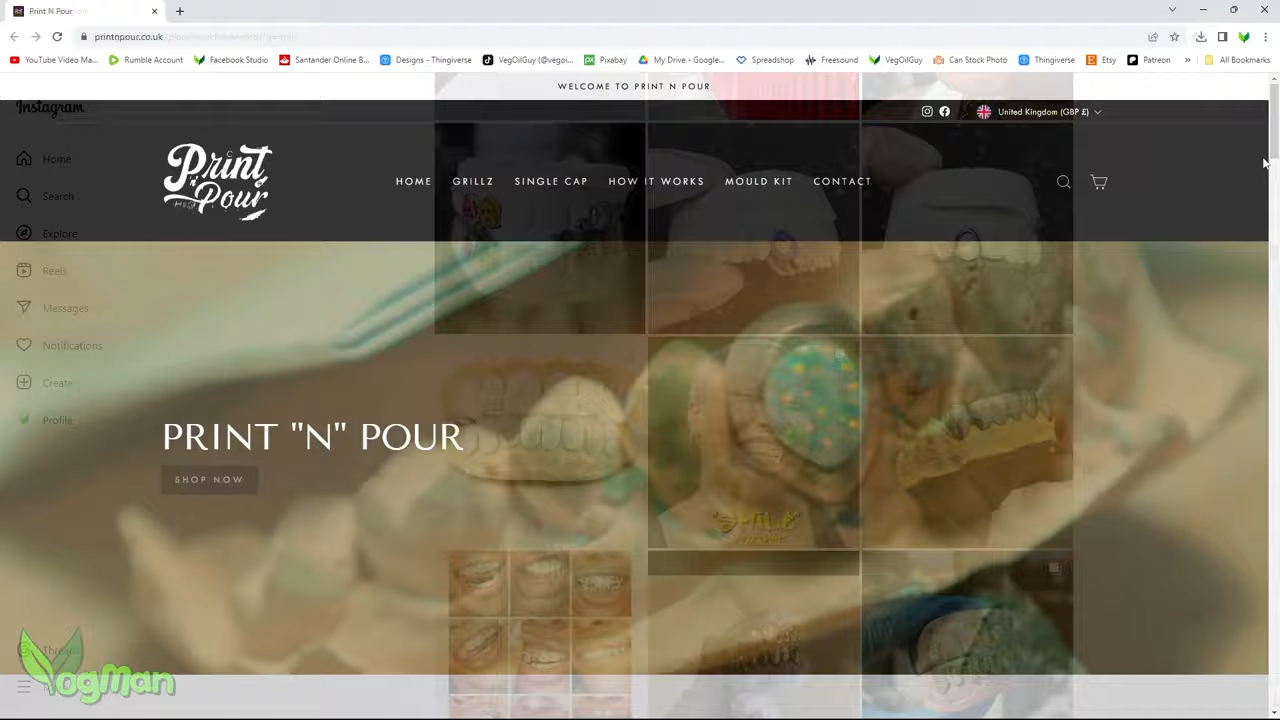 Print N Pour
printnpour.co.uk
YouTube Video Ma...
Rumble Account
Facebook Studio
Santander Online B...
Designs - Thingiverse
VegOilGuy (@vegoi...
Pixabay
My Drive - Google...
Spreadshop
Freesound
VegOilGuy
Can Stock Photo
Thingiverse
Etsy
Patreon
»
All Bookmarks
WELCOME TO PRINT N POUR
Instagram
United Kingdom (GBP £)
Print
N
Pour
HOME
GRILLZ
SINGLE CAP
HOW IT WORKS
MOULD KIT
CONTACT
Home
Search
Explore
Reels
Messages
Notifications
Create
Profile
PRINT "N" POUR
SHOP NOW
"SMILE"
VogMan